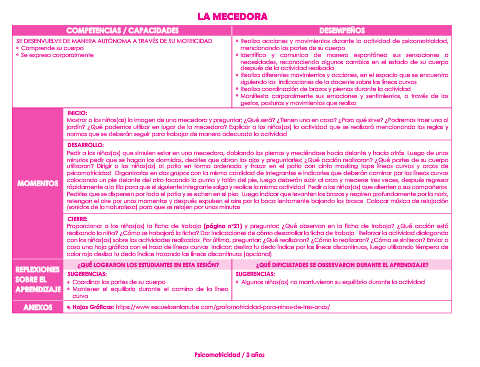 LA MECEDORA
COMPETENCIAS / CAPACIDADES
DESEMPEÑOS
SE DESENVUELVE DE MANERA AUTÓNOMA A TRAVÉS DE SU MOTRICIDAD
Comprende su cuerpo
Se expresa corporalmente
Realiza acciones y movimientos durante la actividad de psicomotricidad,
mencionando las partes de su cuerpo
Identifica y comunica de manera espontánea sus sensaciones o
necesidades, reconociendo algunos cambios en el estado de su cuerpo
después de la actividad realizada
Realiza diferentes movimientos y acciones, en el espacio que se encuentra
siguiendo las indicaciones de la docente sobre las líneas curvas
Realiza coordinación de brazos y piernas durante la actividad
Manifiesta corporalmente sus emociones y sentimientos, a través de los
gestos, posturas y movimientos que realiza
MOMENTOS
INICIO:
Mostrar a los niños(as) la imagen de una mecedora y preguntar: ¿Qué será? ¿Tienen una en casa? ¿Para qué sirve? ¿Podremos traer una al
jardín? ¿Qué podemos utilizar en lugar de la mecedora? Explicar a los niños(as) la actividad que se realizará mencionando las reglas y
normas que se deberán seguir para trabajar de manera adecuada la actividad
DESARROLLO:
Pedir a los niños(as) que simulen estar en una mecedora, doblando las piernas y meciéndose hacia delante y hacia atrás. Luego de unos
minutos pedir que se hagan los dormidos, decirles que abran los ojos y preguntarles: ¿Qué acción realizaron? ¿Qué partes de su cuerpo
utilizaron? Dirigir a los niños(as) al patio en forma ordenada y trazar en el patio con cinta masking tape líneas curvas y aros de
psicomotricidad. Organizarlos en dos grupos con la misma cantidad de integrantes e indicarles que deberán caminar por las líneas curvas
colocando un pie delante del otro tocando la punta y talón del pie, luego deberán subir al aro y mecerse tres veces, después regresar
rápidamente a la fila para que el siguiente integrante salga y realice la misma actividad. Pedir a los niños(as) que alienten a su compañeros.
Pedirles que se dispersen por todo el patio y se echen en el piso. Luego indicar que levanten los brazos y respiren profundamente por la nariz,
retengan el aire por unos momentos y después expulsen el aire por la boca lentamente bajando los brazos. Colocar música de relajación
(sonidos de la naturaleza) para que se relajen por unos minutos
CIERRE:
Proporcionar a los niños(as) la ficha de trabajo (página n°21) y preguntar: ¿Qué observan en la ficha de trabajo? ¿Qué acción está
realizando la niña? ¿Cómo se trabajará la ficha? Dar indicaciones de cómo desarrollar la ficha de trabajo. Reforzar la actividad dialogando
con los niños(as) sobre las actividades realizadas. Por último, preguntar: ¿Qué realizaron? ¿Cómo lo realizaron? ¿Cómo se sintieron? Enviar a
casa una hoja gráfica con el trazo de líneas curvas. Indicar: desliza tu dedo índice por las líneas discontinuas, luego utilizando témpera de
color rojo desliza tu dedo índice trazando las líneas discontinuas (opcional)
REFLEXIONES
SOBRE EL
APRENDIZAJE
¿QUÉ LOGRARON LOS ESTUDIANTES EN ESTA SESIÓN?
¿QUÉ DIFICULTADES SE OBSERVARON DURANTE EL APRENDIZAJE?
SUGERENCIAS:
Coordinar las partes de su cuerpo
Mantener el equilibrio durante el camino de la línea
curva
SUGERENCIAS:
Algunos niños(as) no mantuvieron su equilibrio durante la actividad
ANEXOS
Hojas Gráficas: https://www.escuelaenlanube.com/grafomotricidad-para-ninos-de-tres-anos/
Psicomotricidad / 3 años